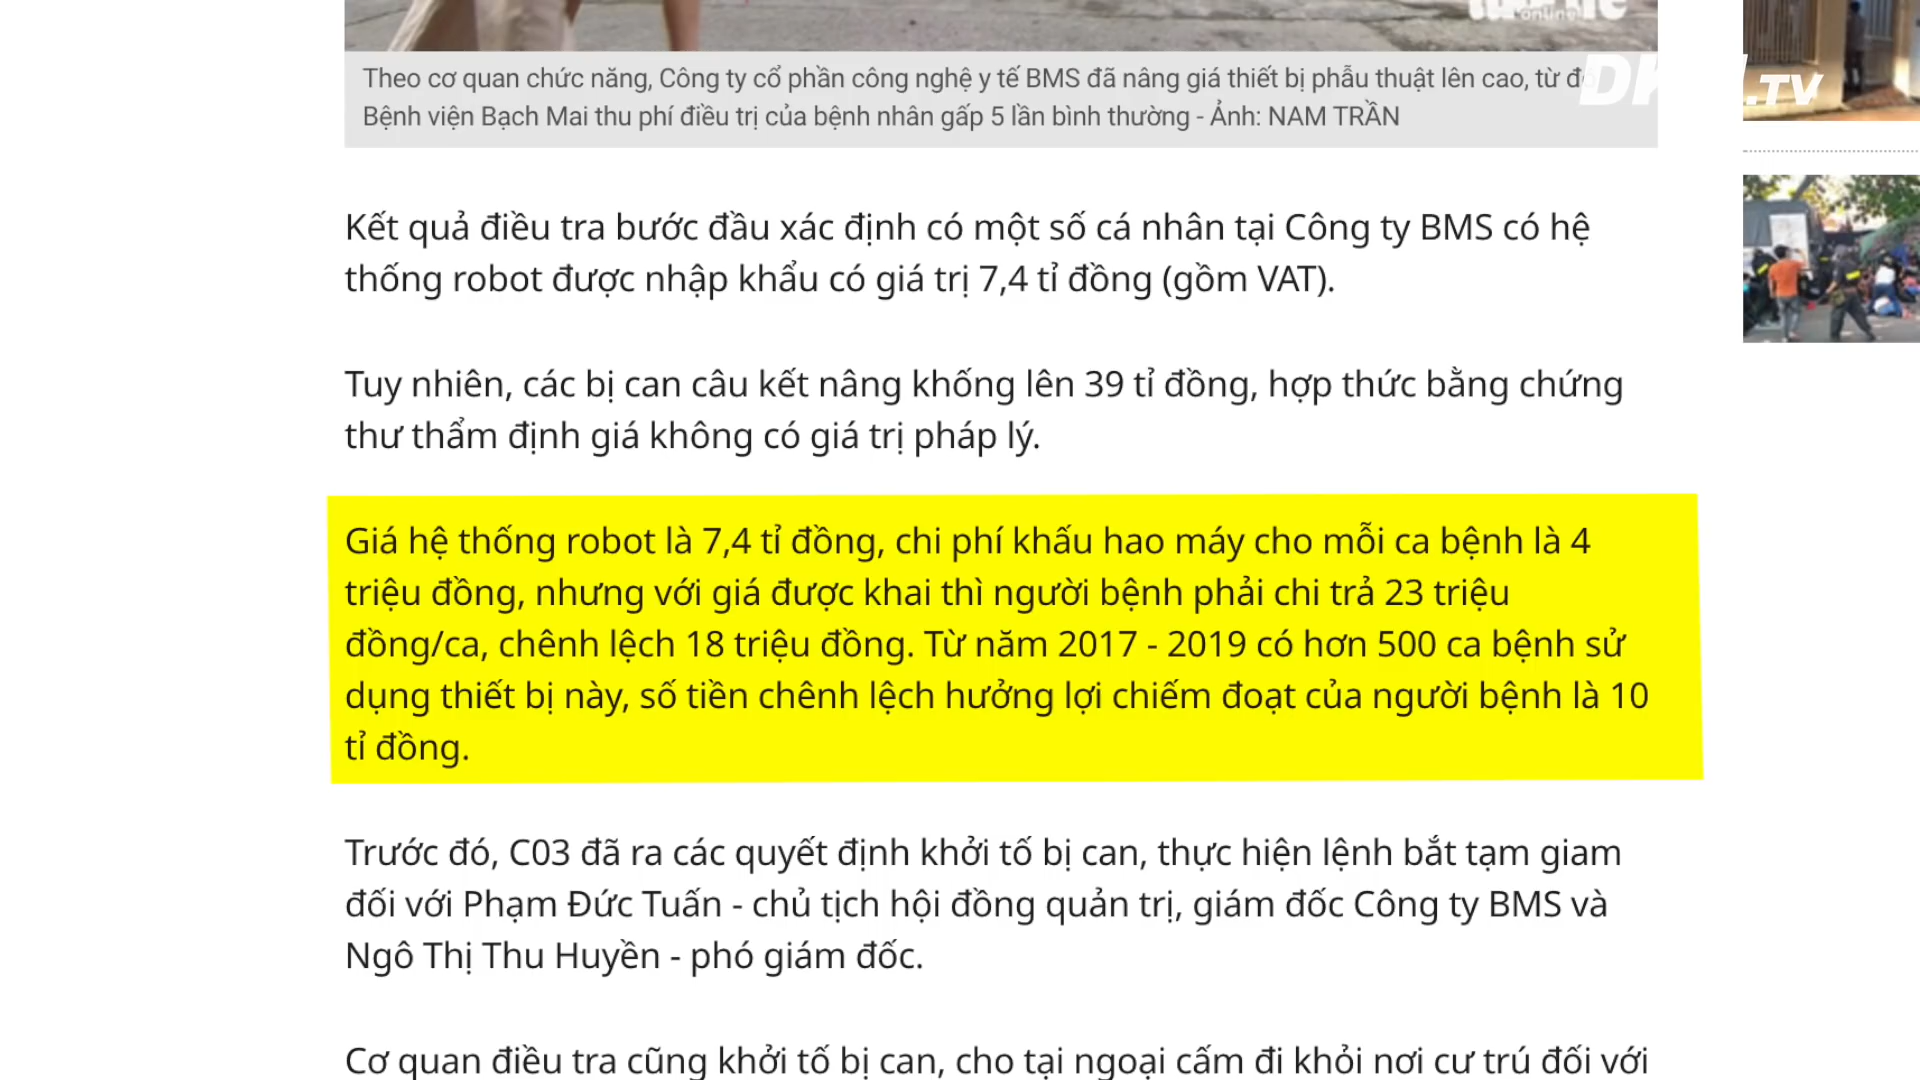 online
Theo cơ quan chức năng, Công ty cổ phần công nghệ y tế BMS đã nâng giá thiết bị phẫu thuật lên cao, từ đó
.TV
Bệnh viện Bạch Mai thu phí điều trị của bệnh nhân gấp 5 lần bình thường - Ảnh: NAM TRẦN
Kết quả điều tra bước đầu xác định có một số cá nhân tại Công ty BMS có hệ
thống robot được nhập khẩu có giá trị 7,4 tỉ đồng (gồm VAT).
Tuy nhiên, các bị can câu kết nâng khống lên 39 tỉ đồng, hợp thức bằng chứng
thư thẩm định giá không có giá trị pháp lý.
Giá hệ thống robot là 7,4 tỉ đồng, chi phí khấu hao máy cho mỗi ca bệnh là 4
triệu đồng, nhưng với giá được khai thì người bệnh phải chi trả 23 triệu
đồng/ca, chênh lệch 18 triệu đồng. Từ năm 2017 - 2019 có hơn 500 ca bệnh sử
dụng thiết bị này, số tiền chênh lệch hưởng lợi chiếm đoạt của người bệnh là 10
tỉ đồng.
Trước đó, C03 đã ra các quyết định khởi tố bị can, thực hiện lệnh bắt tạm giam
đối với Phạm Đức Tuấn - chủ tịch hội đồng quản trị, giám đốc Công ty BMS và
Ngô Thị Thu Huyền - phó giám đốc.
Cơ quan điều tra cũng khởi tố bị can, cho tại ngoại cấm đi khỏi nơi cư trú đối với